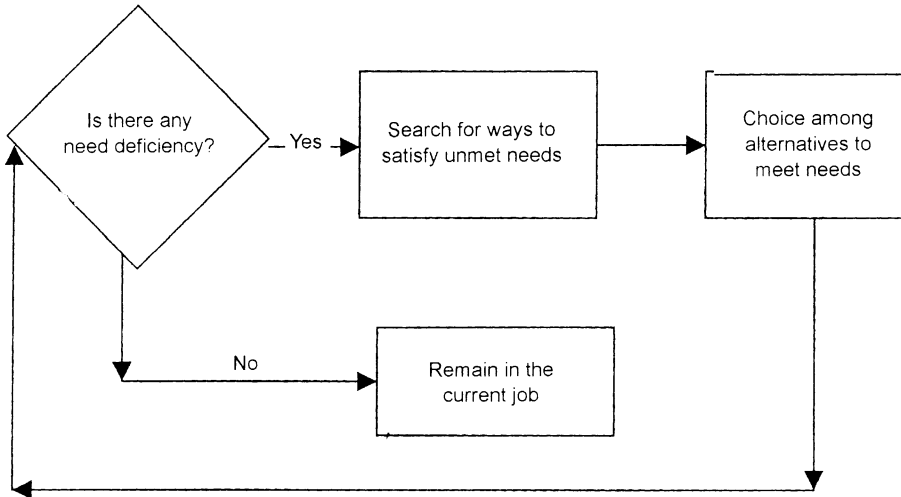 Is there any
need deficiency?
Yes
Search for ways to
satisfy unmet needs
Choice among
alternatives to
meet needs
No
Remain in the
current job